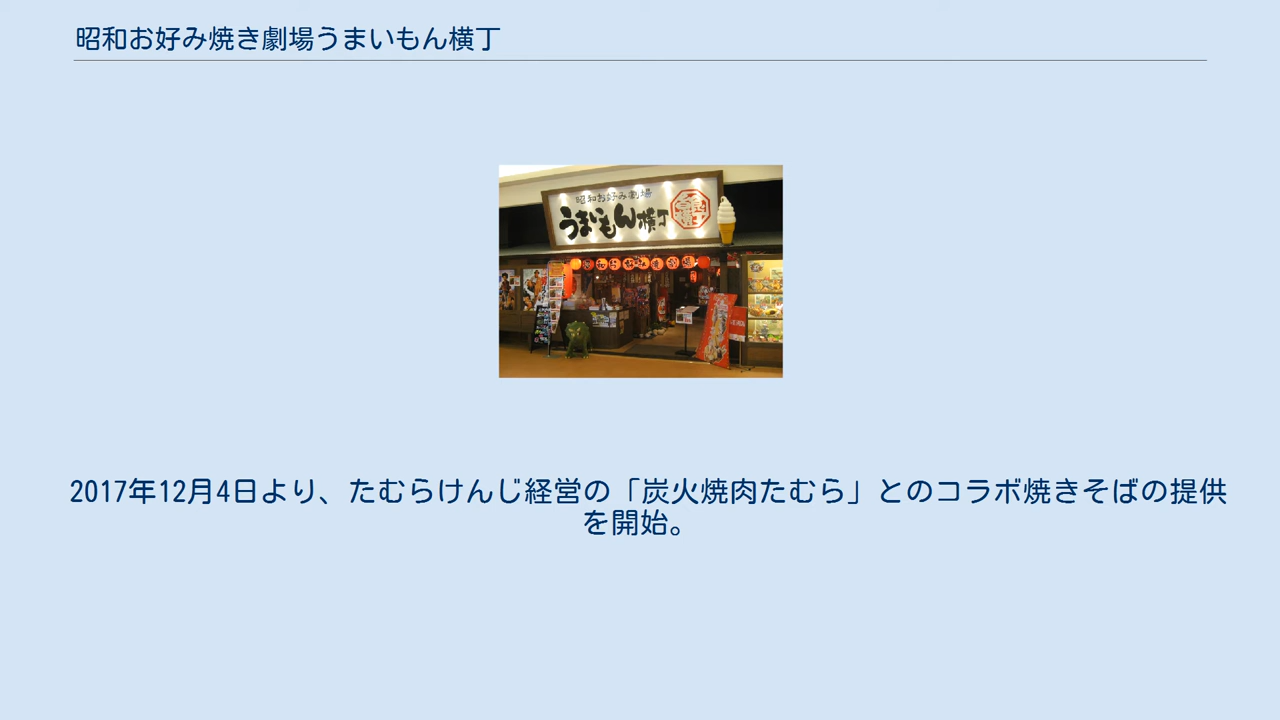 昭和お好み焼き劇場うまいもん横丁
昭和お好み劇場
うまいもん横丁
2017年12月4日より、たむらけんじ経営の「炭火焼肉たむら」とのコラボ焼きそばの提供
を開始。